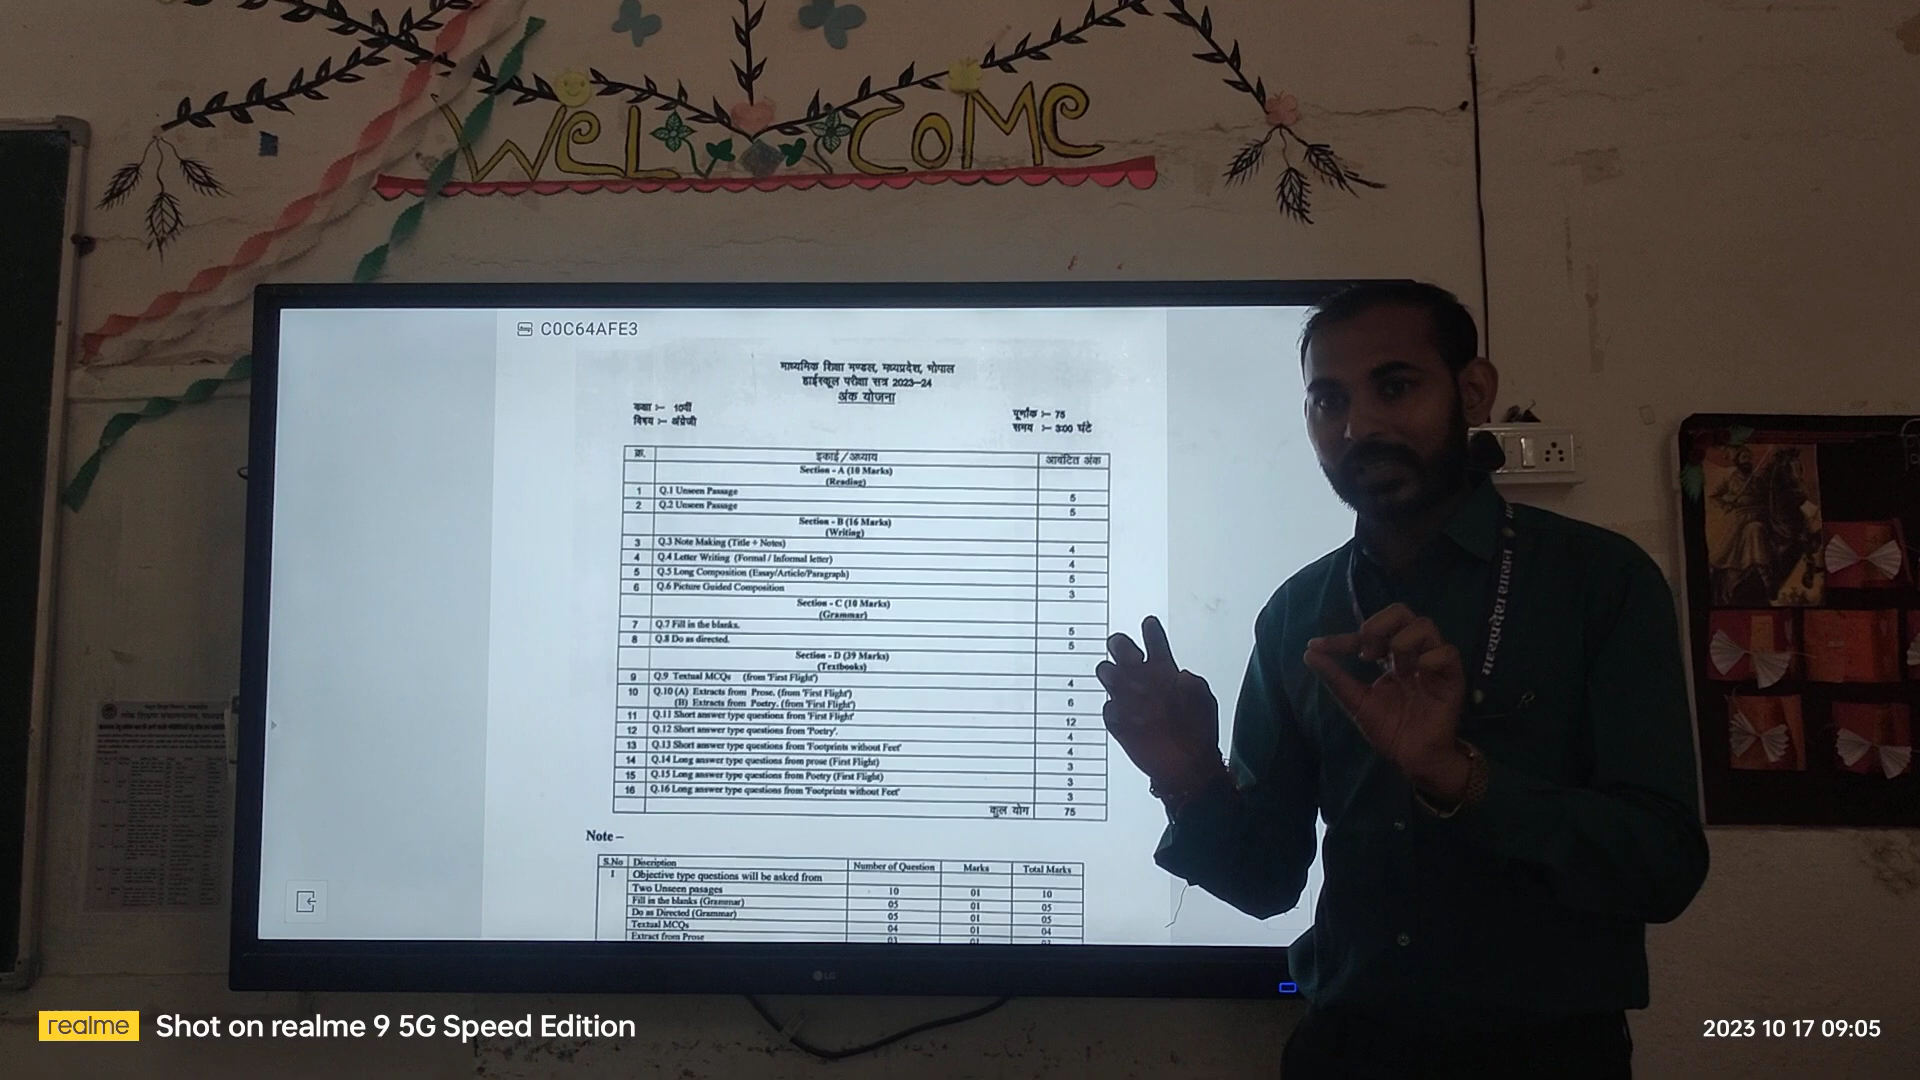 WELCOME
C0C64AFE3
माध्यमिक शिक्षा मण्डल, मध्यप्रदेश, भोपाल
हाईस्कूल परीक्षा सत्र 2023-24
अंक योजना
कक्षा :- 10वीं
पूर्णांक :- 75
विषय :- अंग्रेजी
समय :- 3:00 घंटे
क्र. इकाई/अध्याय आवंटित अंक
Section - A (10 Marks)
(Reading)
1 Q.1 Unseen Passage 5
2 Q.2 Unseen Passage 5
Section - B (16 Marks)
(Writing)
3 Q.3 Note Making (Title + Notes) 4
4 Q.4 Letter Writing (Formal / Informal letter) 4
5 Q.5 Long Composition (Essay/Article/Paragraph) 5
6 Q.6 Picture Guided Composition 3
Section - C (10 Marks)
(Grammar)
7 Q.7 Fill in the blanks. 5
8 Q.8 Do as directed. 5
Section - D (39 Marks)
(Textbooks)
9 Q.9 Textual MCQs (from 'First Flight') 4
10 Q.10 (A) Extracts from Prose. (from 'First Flight')
(B) Extracts from Poetry. (from 'First Flight') 6
11 Q.11 Short answer type questions from 'First Flight' 12
12 Q.12 Short answer type questions from 'Poetry'. 4
13 Q.13 Short answer type questions from 'Footprints without Feet' 4
14 Q.14 Long answer type questions from prose (First Flight) 3
15 Q.15 Long answer type questions from Poetry (First Flight) 3
16 Q.16 Long answer type questions from 'Footprints without Feet' 3
कुल योग 75
Note –
S.No Discription Number of Question Marks Total Marks
1 Objective type questions will be asked from
Two Unseen pasages 10 01 10
Fill in the blanks (Grammar) 05 01 05
Do as Directed (Grammar) 05 01 05
Textual MCQs 04 01 04
Extract from Prose 03 01 03
LG
realme Shot on realme 9 5G Speed Edition
2023 10 17 09:05